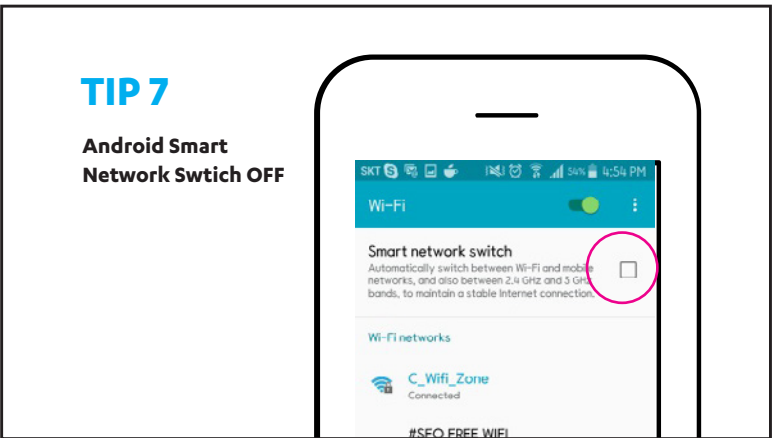 TIP 7
Android Smart
Network Swtich OFF
SKT 54% 4:54 PM
Wi-Fi
Smart network switch
Automatically switch between Wi-Fi and mobile
networks, and also between 2.4 GHz and 5 GHz
bands, to maintain a stable Internet connection.
Wi-Fi networks
C_Wifi_Zone
Connected
#SEO FREE WIFI